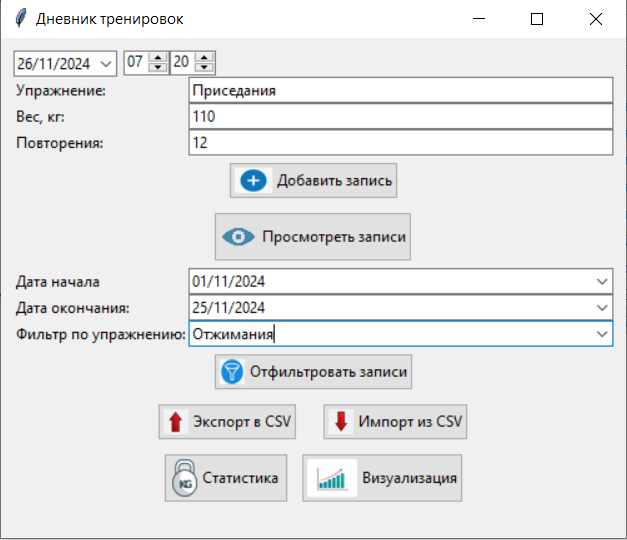 Дневник тренировок
26/11/2024 07 20
Упражнение: Приседания
Вес, кг: 110
Повторения: 12
Добавить запись
Просмотреть записи
Дата начала 01/11/2024
Дата окончания: 25/11/2024
Фильтр по упражнению: Отжимания
Отфильтровать записи
Экспорт в CSV Импорт из CSV
KG Статистика Визуализация